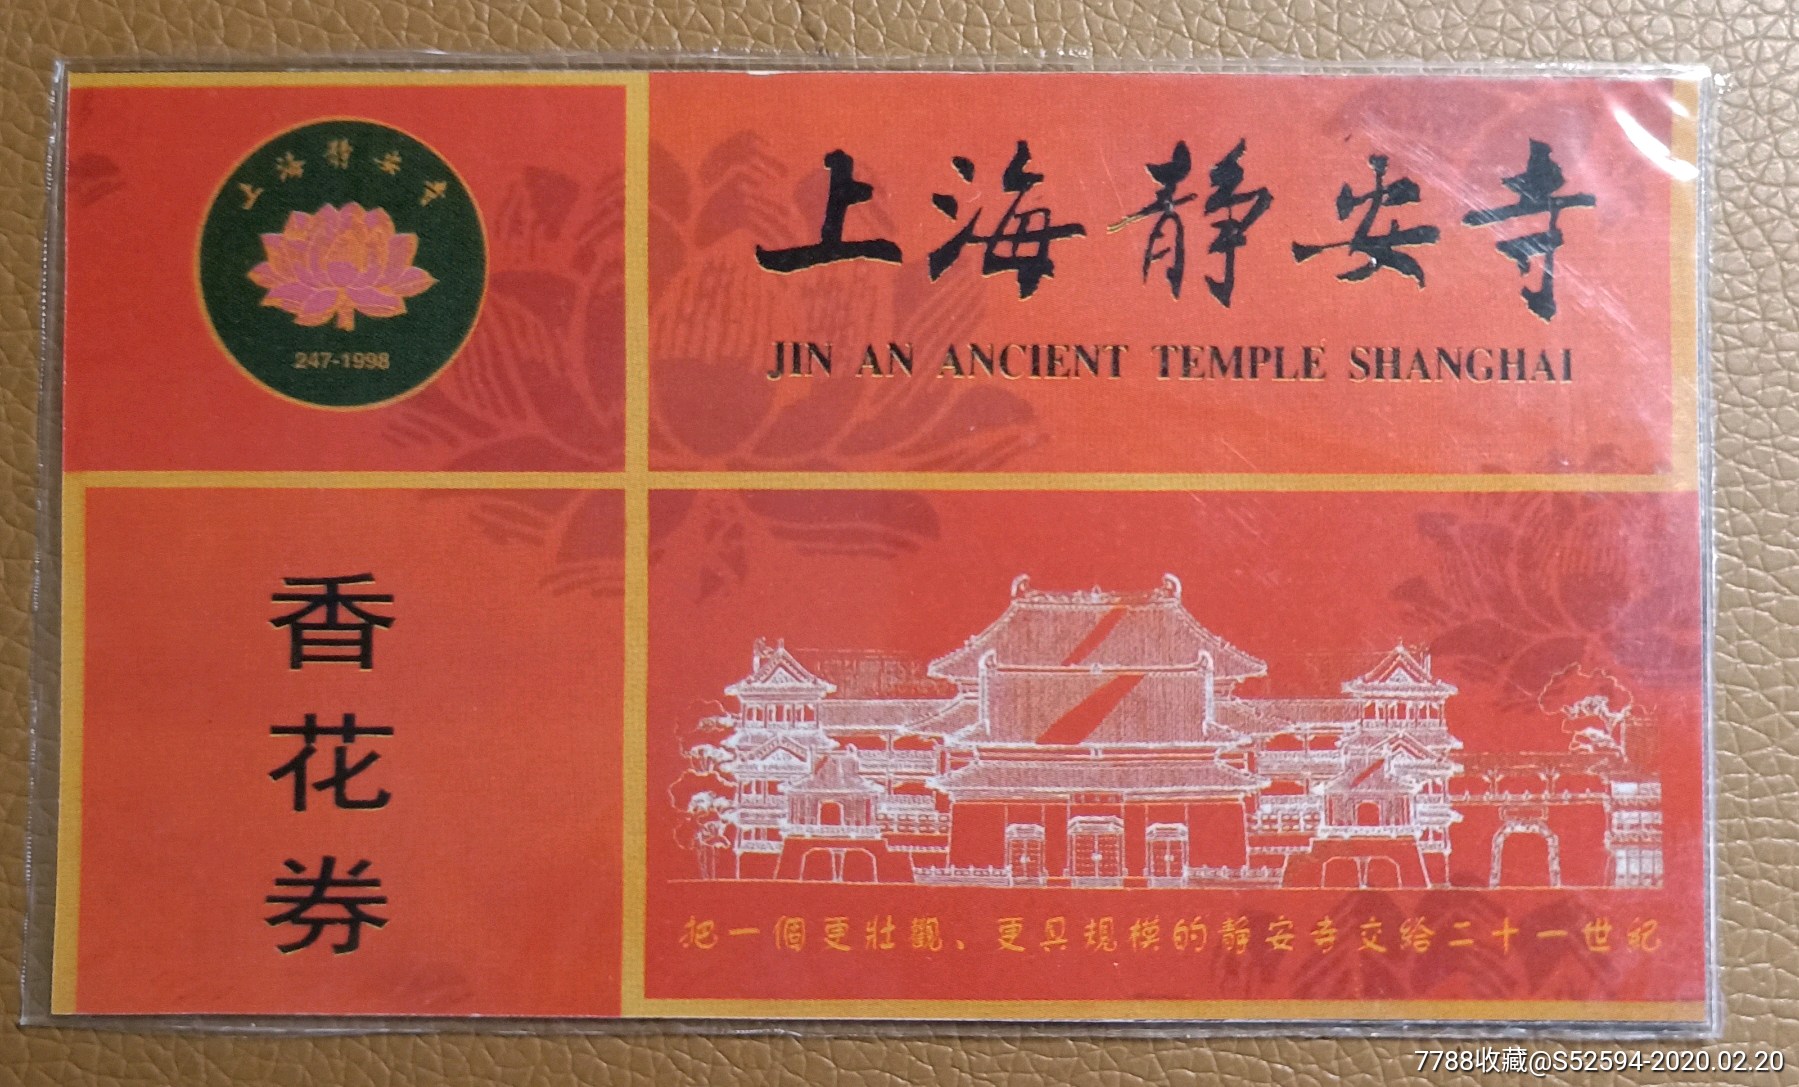 上海静安寺
247-1998
上海静安寺
JIN AN ANCIENT TEMPLE SHANGHAI
香花券
把一個更壯觀、更具規模的靜安寺交給二十一世紀
7788收藏@S52594-2020.02.20